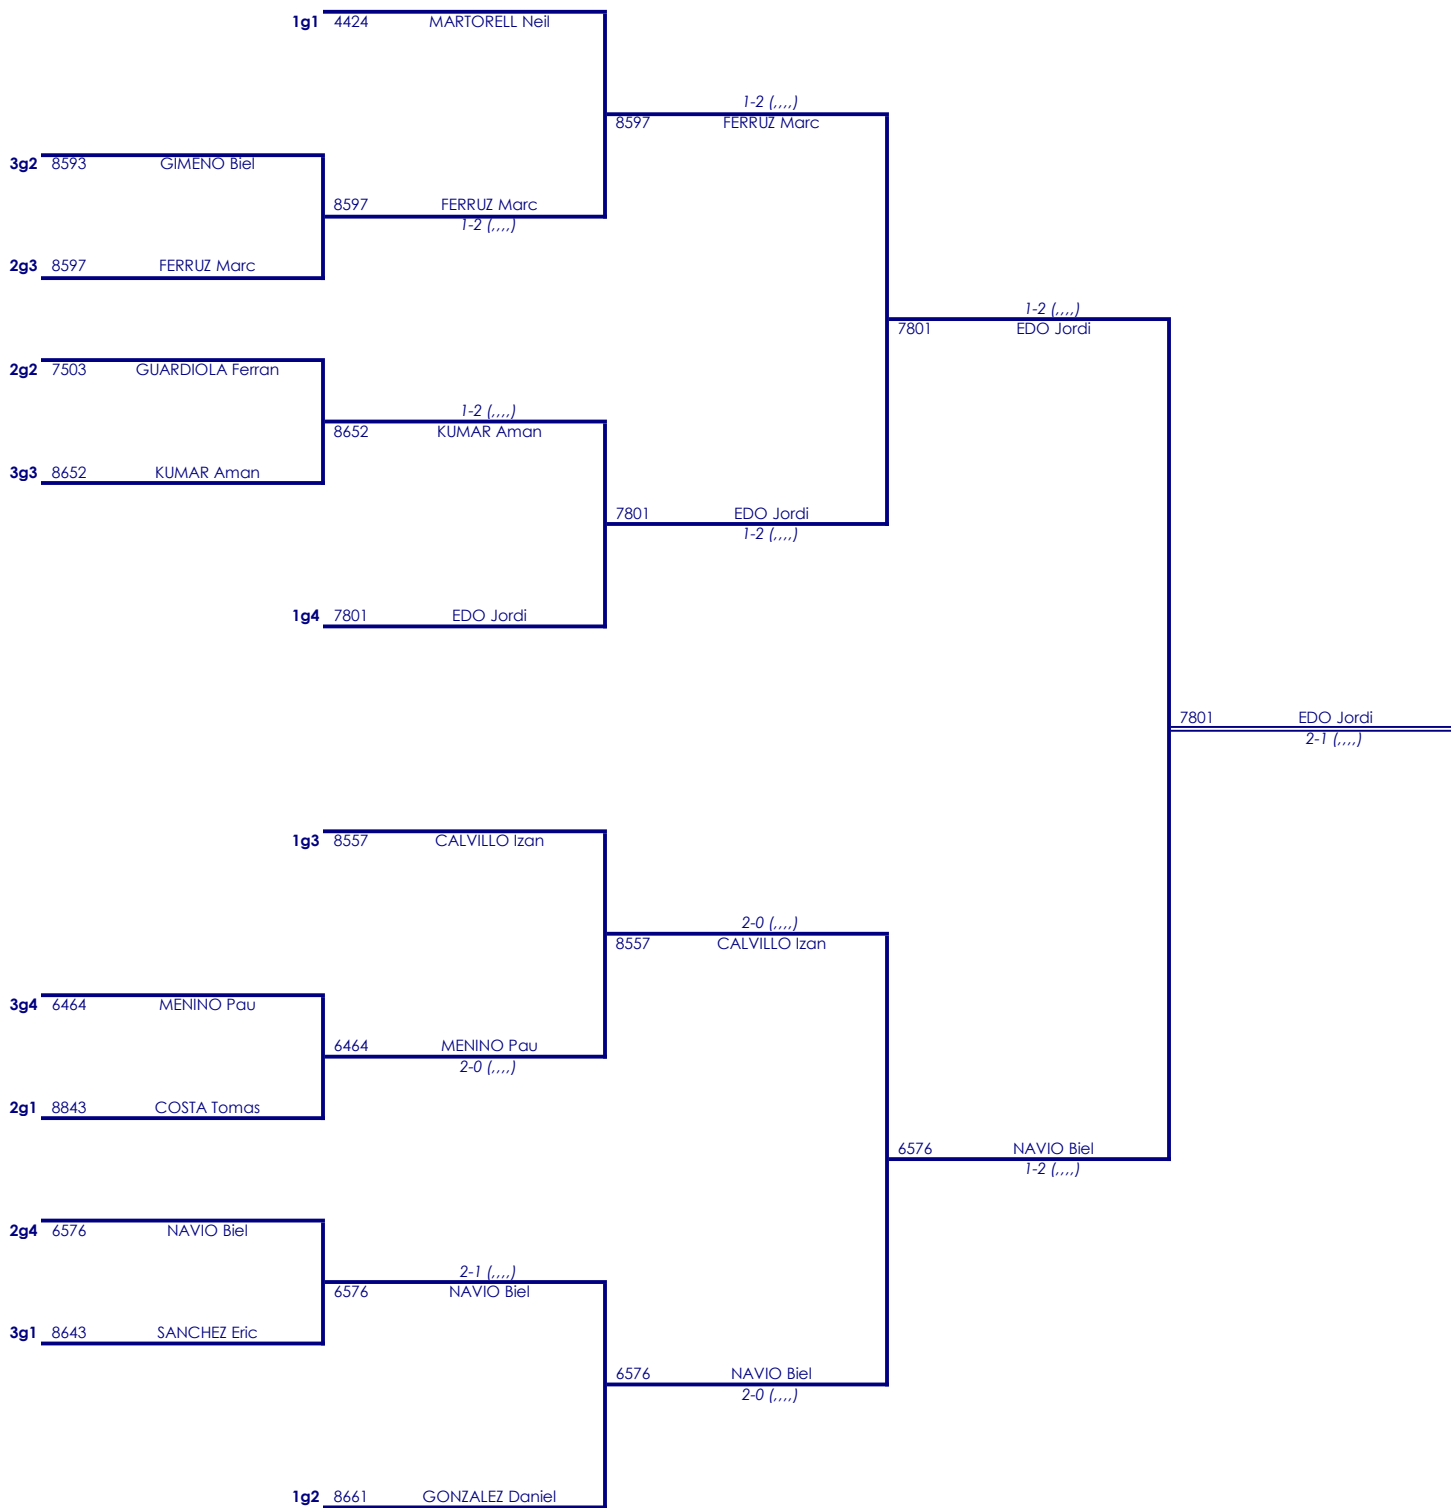 1g1 4424 MARTORELL Neil
1-2 (,,,,)
8597 FERRUZ Marc
3g2 8593 GIMENO Biel
8597 FERRUZ Marc
1-2 (,,,,)
2g3 8597 FERRUZ Marc
1-2 (,,,,)
7801 EDO Jordi
2g2 7503 GUARDIOLA Ferran
1-2 (,,,,)
8652 KUMAR Aman
3g3 8652 KUMAR Aman
7801 EDO Jordi
1-2 (,,,,)
1g4 7801 EDO Jordi
7801 EDO Jordi
2-1 (,,,,)
1g3 8557 CALVILLO Izan
2-0 (,,,,)
8557 CALVILLO Izan
3g4 6464 MENINO Pau
6464 MENINO Pau
2-0 (,,,,)
2g1 8843 COSTA Tomas
6576 NAVIO Biel
1-2 (,,,,)
2g4 6576 NAVIO Biel
2-1 (,,,,)
6576 NAVIO Biel
3g1 8643 SANCHEZ Eric
6576 NAVIO Biel
2-0 (,,,,)
1g2 8661 GONZALEZ Daniel